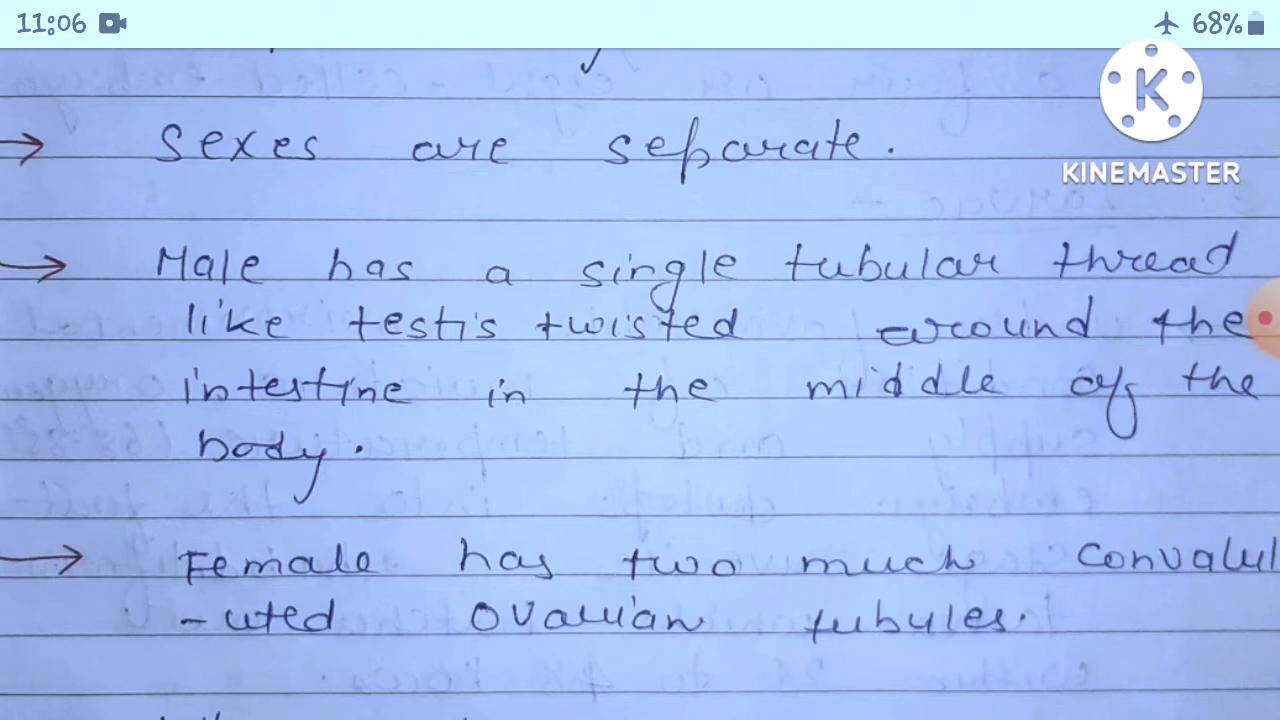 11:06
68%
KINEMASTER
→ Sexes are separate.
→ Male has a single tubular thread
like testis twisted around the
intestine in the middle of the
body.
→ Female has two much convalul
-uted ovarian tubules.